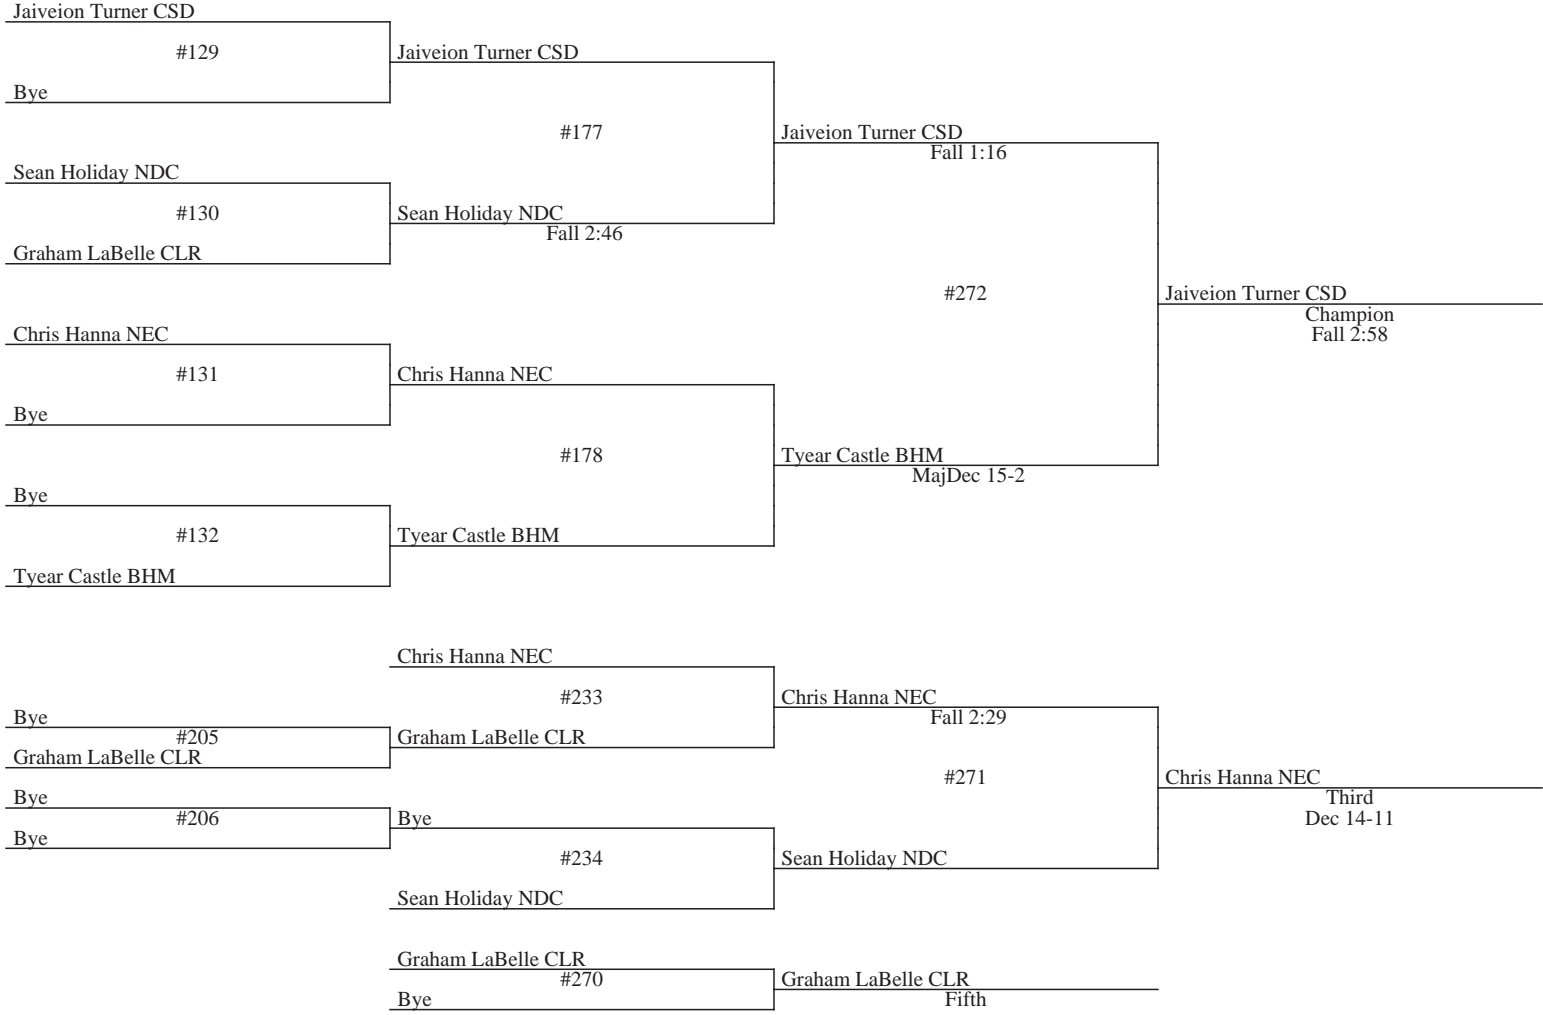 Jaiveion Turner CSD
#129
Jaiveion Turner CSD
Bye
#177
Jaiveion Turner CSD
Fall 1:16
Sean Holiday NDC
#130
Sean Holiday NDC
Fall 2:46
Graham LaBelle CLR
#272
Jaiveion Turner CSD
Champion
Fall 2:58
Chris Hanna NEC
#131
Chris Hanna NEC
Bye
#178
Tyear Castle BHM
MajDec 15-2
Bye
#132
Tyear Castle BHM
Tyear Castle BHM
Chris Hanna NEC
#233
Chris Hanna NEC
Fall 2:29
Bye
#205
Graham LaBelle CLR
Graham LaBelle CLR
#271
Chris Hanna NEC
Third
Dec 14-11
Bye
#206
Bye
Bye
#234
Sean Holiday NDC
Sean Holiday NDC
Graham LaBelle CLR
#270
Graham LaBelle CLR
Fifth
Bye